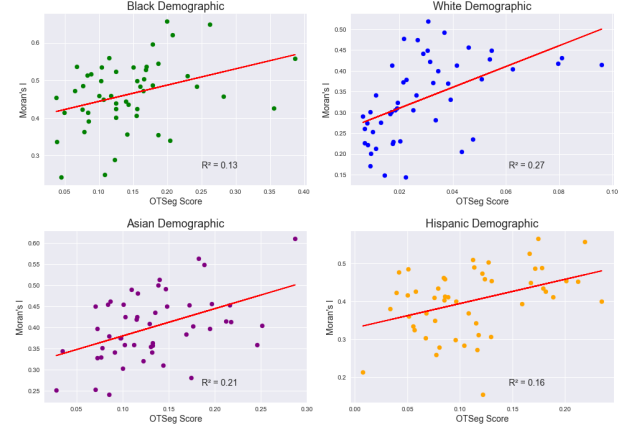 Black Demographic
Moran's I
0.6
0.5
0.4
0.3
R² = 0.13
0.05 0.10 0.15 0.20 0.25 0.30 0.35 0.40
OTSeg Score
White Demographic
Moran's I
0.50
0.45
0.40
0.35
0.30
0.25
0.20
0.15
R² = 0.27
0.02 0.04 0.06 0.08 0.10
OTSeg Score
Asian Demographic
Moran's I
0.60
0.55
0.50
0.45
0.40
0.35
0.30
0.25
R² = 0.21
0.05 0.10 0.15 0.20 0.25 0.30
OTSeg Score
Hispanic Demographic
Moran's I
0.5
0.4
0.3
0.2
R² = 0.16
0.00 0.05 0.10 0.15 0.20
OTSeg Score